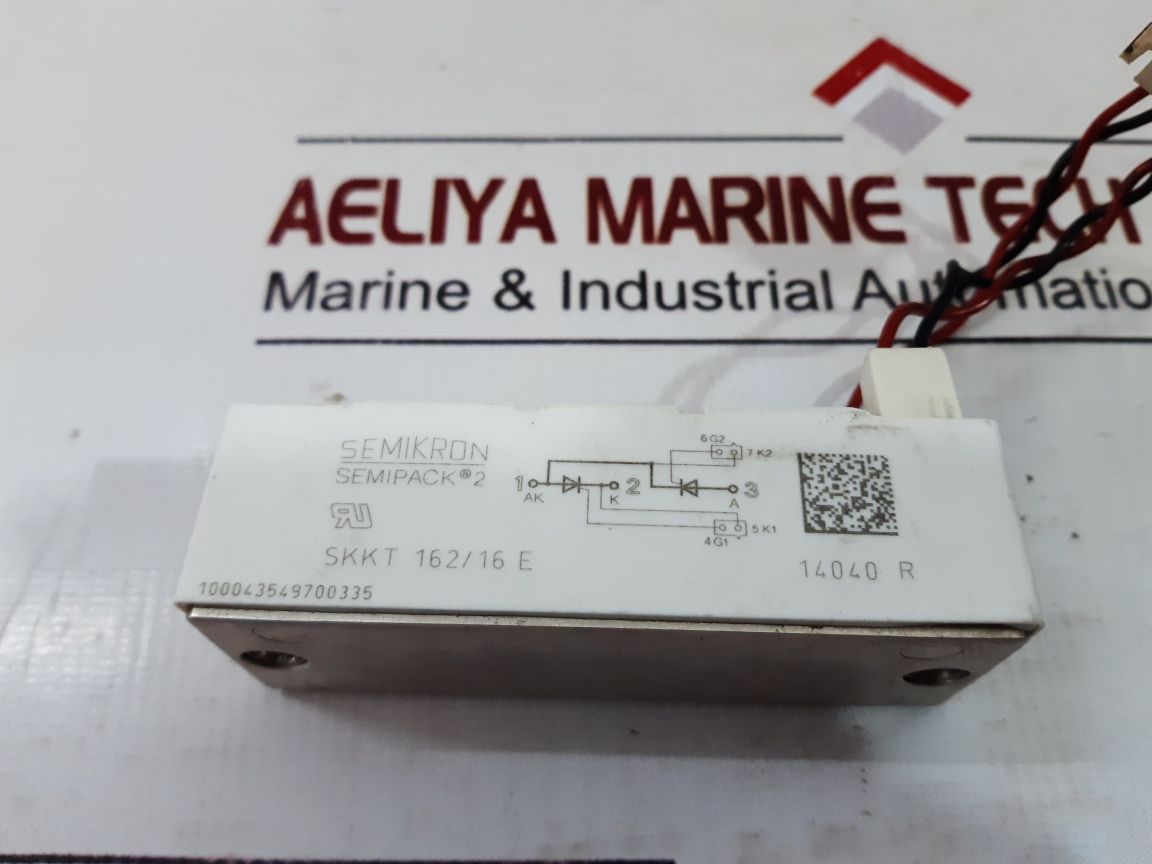 AELIYA MARINE TECH
Marine & Industrial Automatio
SEMIKRON
SEMIPACK® 2
6 G2
7 K2
1
2
3
AK
K
A
5 K1
4 G1
SKKT 162/16 E
14040 R
100043549700335